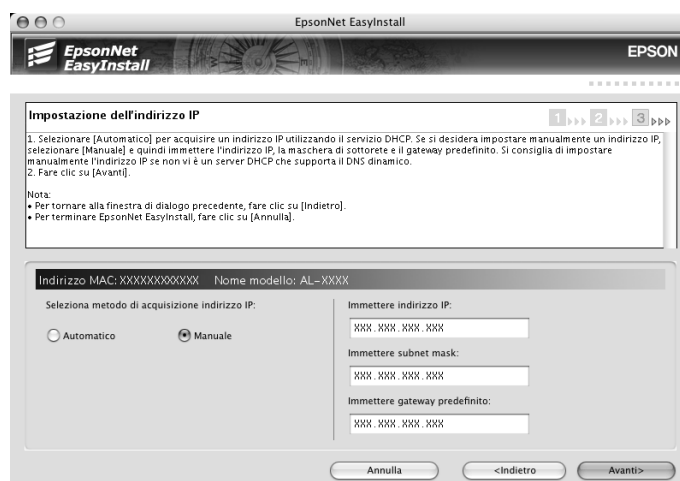 EpsonNet EasyInstall
EpsonNet
EasyInstall
EPSON
Impostazione dell'indirizzo IP
1 2 3
1. Selezionare [Automatico] per acquisire un indirizzo IP utilizzando il servizio DHCP. Se si desidera impostare manualmente un indirizzo IP,
selezionare [Manuale] e quindi immettere l'indirizzo IP, la maschera di sottorete e il gateway predefinito. Si consiglia di impostare
manualmente l'indirizzo IP se non vi è un server DHCP che supporta il DNS dinamico.
2. Fare clic su [Avanti].
Nota:
• Per tornare alla finestra di dialogo precedente, fare clic su [Indietro].
• Per terminare EpsonNet EasyInstall, fare clic su [Annulla].
Indirizzo MAC: XXXXXXXXXXXX Nome modello: AL-XXXX
Seleziona metodo di acquisizione indirizzo IP:
Automatico Manuale
Immettere indirizzo IP:
XXX.XXX.XXX.XXX
Immettere subnet mask:
XXX.XXX.XXX.XXX
Immettere gateway predefinito:
XXX.XXX.XXX.XXX
Annulla <Indietro Avanti>